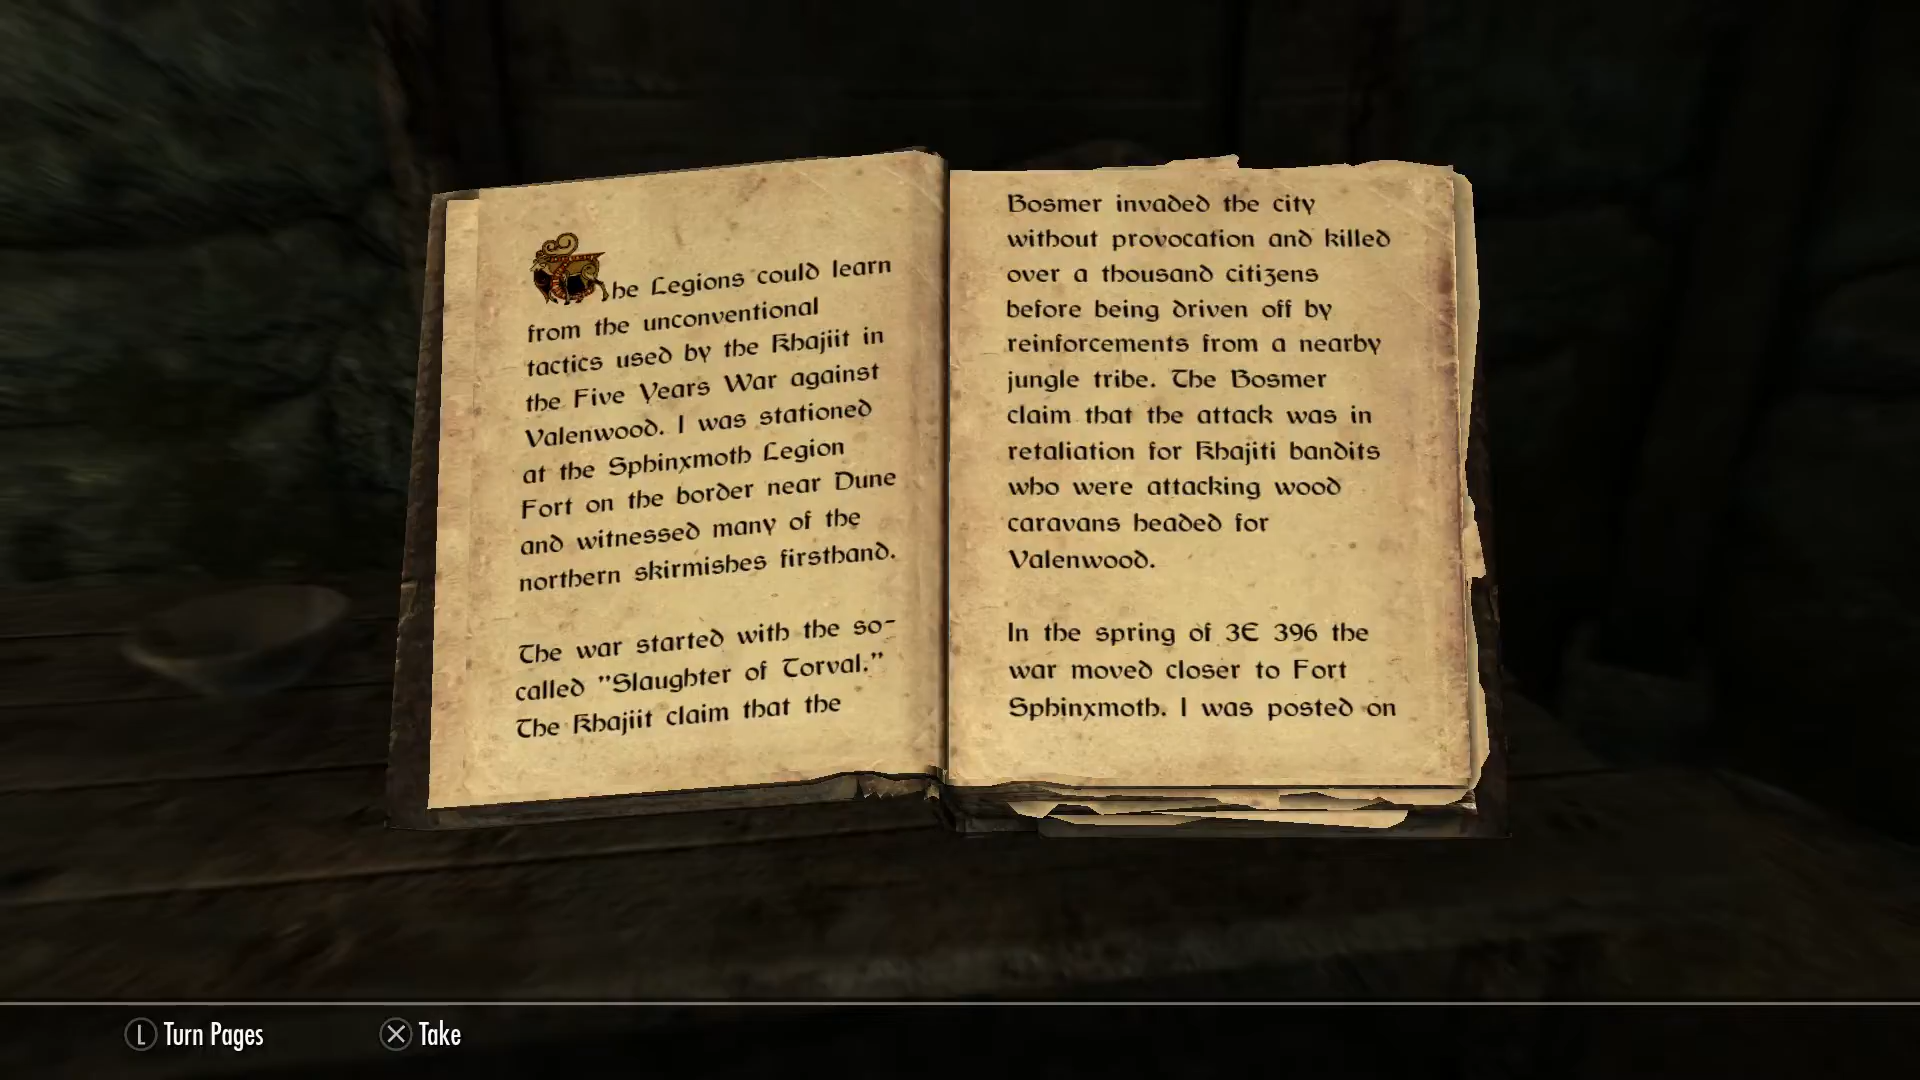 The Legions could learn
from the unconventional
tactics used by the Khajiit in
the Five Years War against
Valenwood. I was stationed
at the Sphinxmoth Legion
Fort on the border near Dune
and witnessed many of the
northern skirmishes firsthand.
The war started with the so-
called "Slaughter of Torval."
The Khajiit claim that the
Bosmer invaded the city
without provocation and killed
over a thousand citizens
before being driven off by
reinforcements from a nearby
jungle tribe. The Bosmer
claim that the attack was in
retaliation for Khajiti bandits
who were attacking wood
caravans headed for
Valenwood.
In the spring of 3E 396 the
war moved closer to Fort
Sphinxmoth. I was posted on
L Turn Pages
X Take